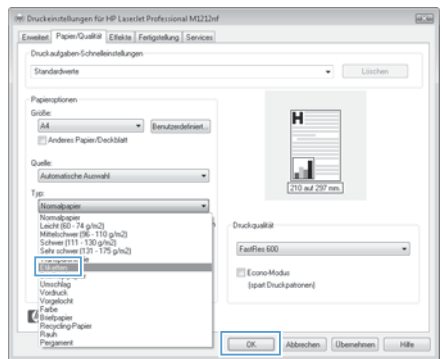 Druckeinstellungen für HP LaserJet Professional M1212nf
Erweitert Papier/Qualität Effekte Fertigstellung Services
Druckaufgaben-Schnelleinstellungen
Standardwerte
Löschen
Papieroptionen
Größe:
A4
Benutzerdefiniert...
Anderes Papier/Deckblatt
Quelle:
Automatische Auswahl
Typ:
Normalpapier
210 auf 297 mm.
Normalpapier
Leicht (60 - 74 g/m2)
Mittelschwer (96 - 110 g/m2)
Schwer (111 - 130 g/m2)
Sehr schwer (131 - 175 g/m2)
Etiketten
Umschlag
Vordruck
Vorgelocht
Farbe
Briefpapier
Recycling-Papier
Rauh
Pergament
Druckqualität
FastRes 600
Econo-Modus
(spart Druckpatronen)
OK Abbrechen Übernehmen Hilfe